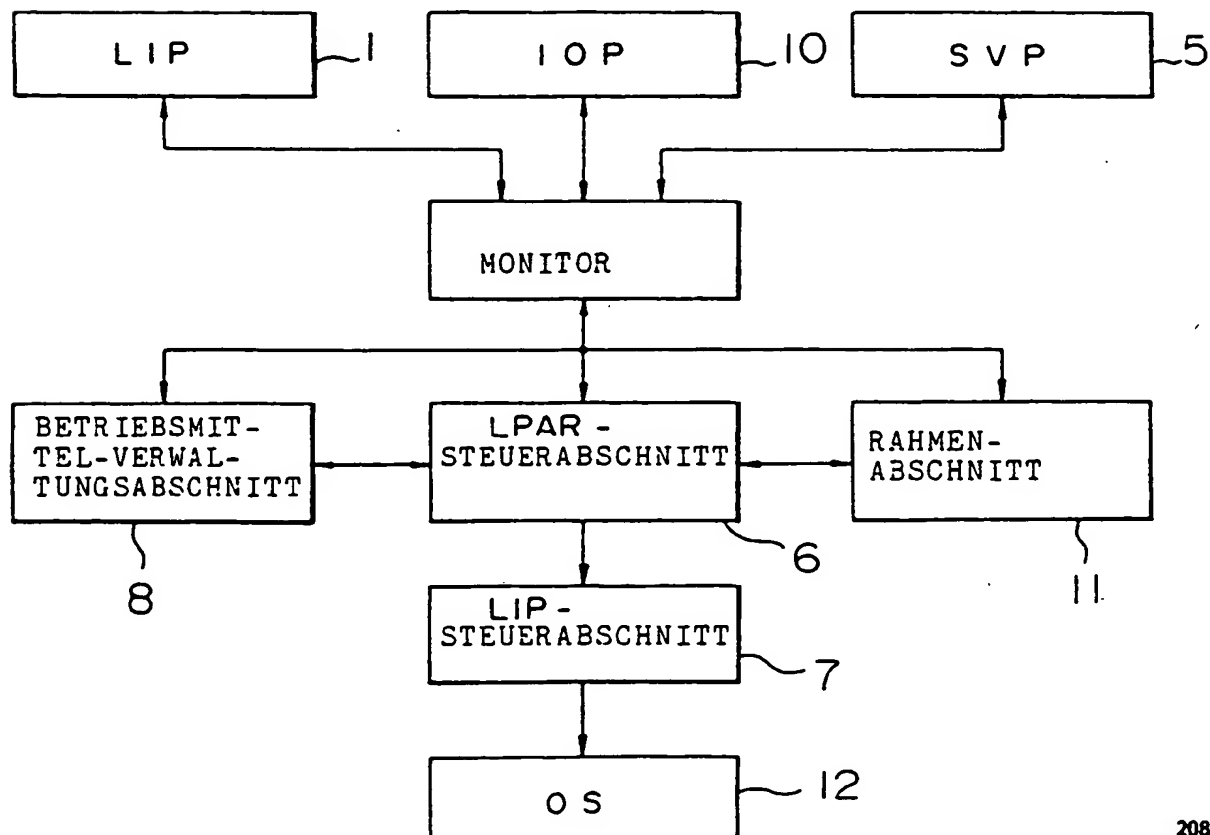 LIP 1
IOP 10
SVP 5
MONITOR
BETRIEBSMIT-
TEL-VERWAL-
TUNGSABSCHNITT
8
LPAR-
STEUERABSCHNITT
6
RAHMEN-
ABSCHNITT
11
LIP-
STEUERABSCHNITT
7
OS 12
208